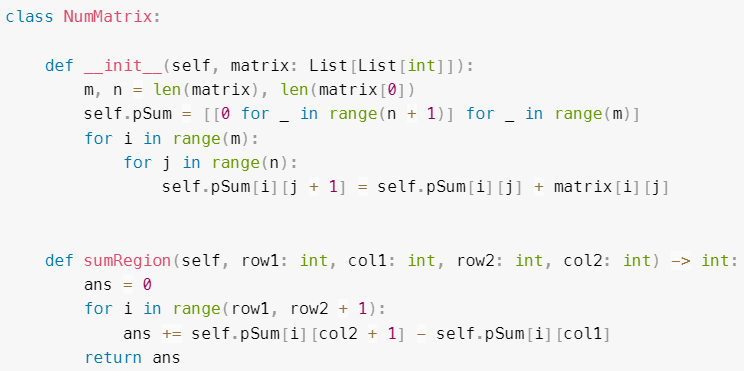 class NumMatrix:
    def __init__(self, matrix: List[List[int]]):
        m, n = len(matrix), len(matrix[0])
        self.pSum = [[0 for _ in range(n + 1)] for _ in range(m)]
        for i in range(m):
            for j in range(n):
                self.pSum[i][j + 1] = self.pSum[i][j] + matrix[i][j]
    def sumRegion(self, row1: int, col1: int, row2: int, col2: int) -> int:
        ans = 0
        for i in range(row1, row2 + 1):
            ans += self.pSum[i][col2 + 1] - self.pSum[i][col1]
        return ans